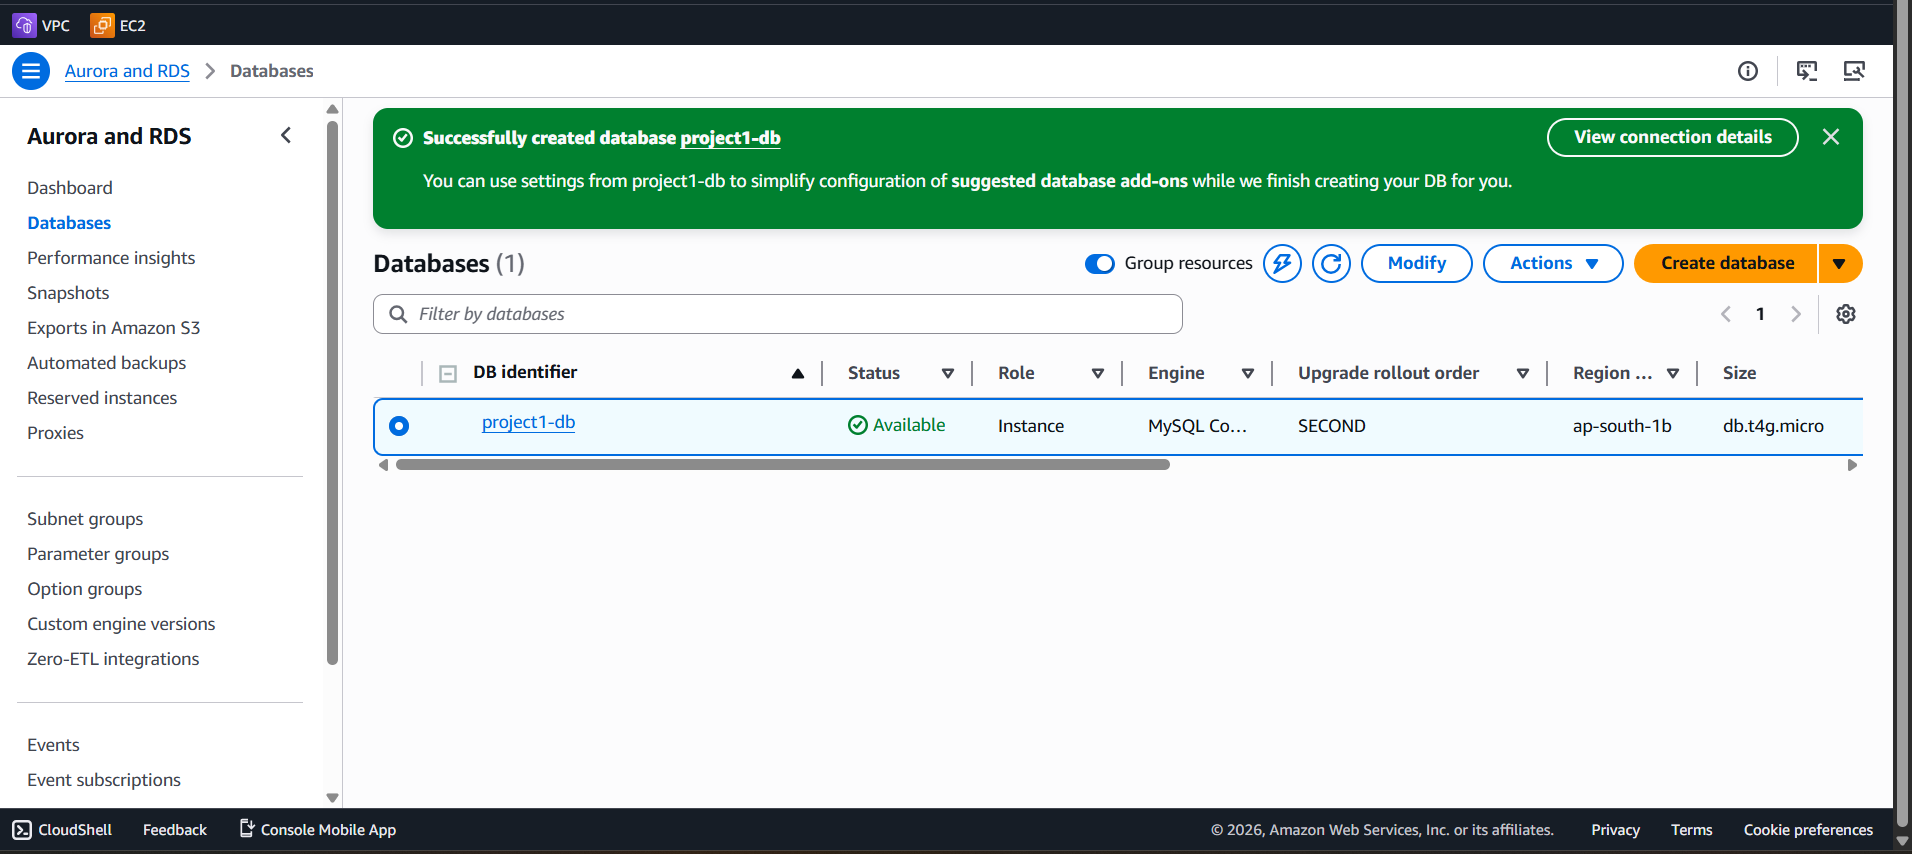 VPC EC2
Aurora and RDS Databases
Aurora and RDS
Dashboard
Databases
Performance insights
Snapshots
Exports in Amazon S3
Automated backups
Reserved instances
Proxies
Subnet groups
Parameter groups
Option groups
Custom engine versions
Zero-ETL integrations
Events
Event subscriptions
Successfully created database project1-db View connection details
You can use settings from project1-db to simplify configuration of suggested database add-ons while we finish creating your DB for you.
Databases (1) Group resources Modify Actions Create database
Filter by databases 1
DB identifier Status Role Engine Upgrade rollout order Region ... Size
project1-db Available Instance MySQL Co... SECOND ap-south-1b db.t4g.micro
CloudShell Feedback Console Mobile App © 2026, Amazon Web Services, Inc. or its affiliates. Privacy Terms Cookie preferences